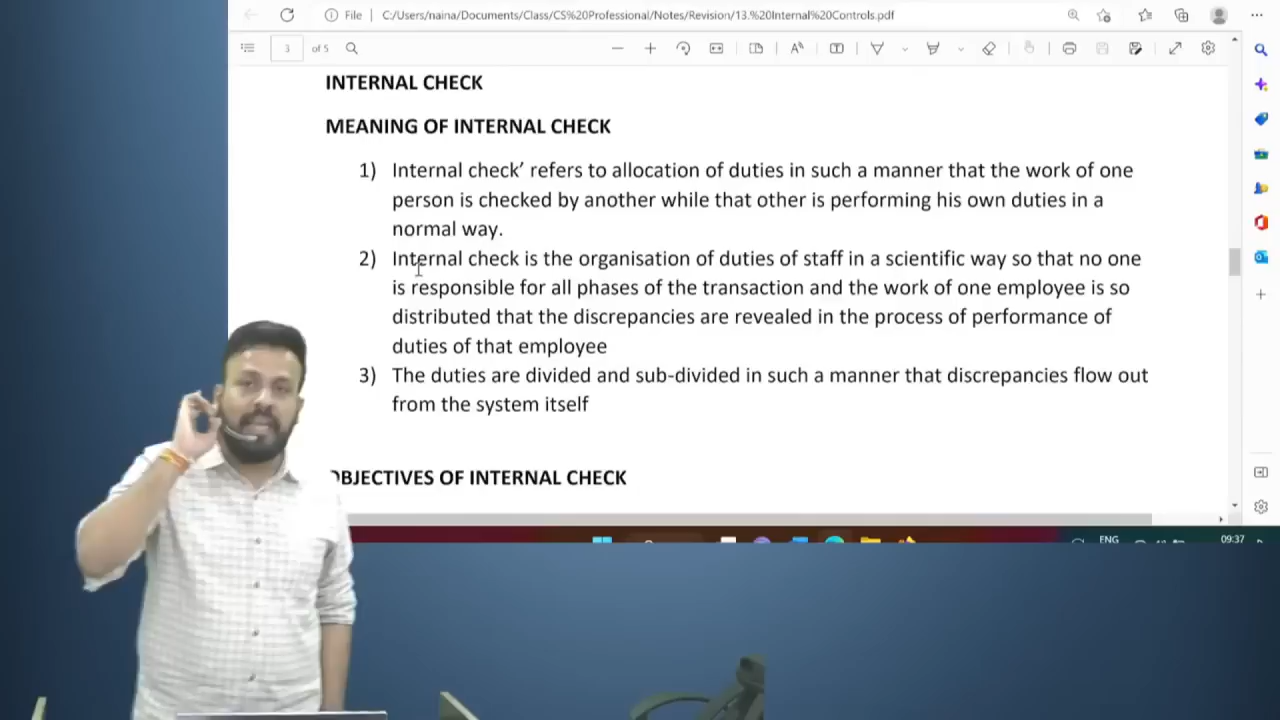 File C:/Users/naina/Documents/Class/CS%20Professional/Notes/Revision/13.%20Internal%20Controls.pdf
3 of 5
INTERNAL CHECK
MEANING OF INTERNAL CHECK
1) Internal check’ refers to allocation of duties in such a manner that the work of one
person is checked by another while that other is performing his own duties in a
normal way.
2) Internal check is the organisation of duties of staff in a scientific way so that no one
is responsible for all phases of the transaction and the work of one employee is so
distributed that the discrepancies are revealed in the process of performance of
duties of that employee
3) The duties are divided and sub-divided in such a manner that discrepancies flow out
from the system itself
OBJECTIVES OF INTERNAL CHECK
ENG
09:37